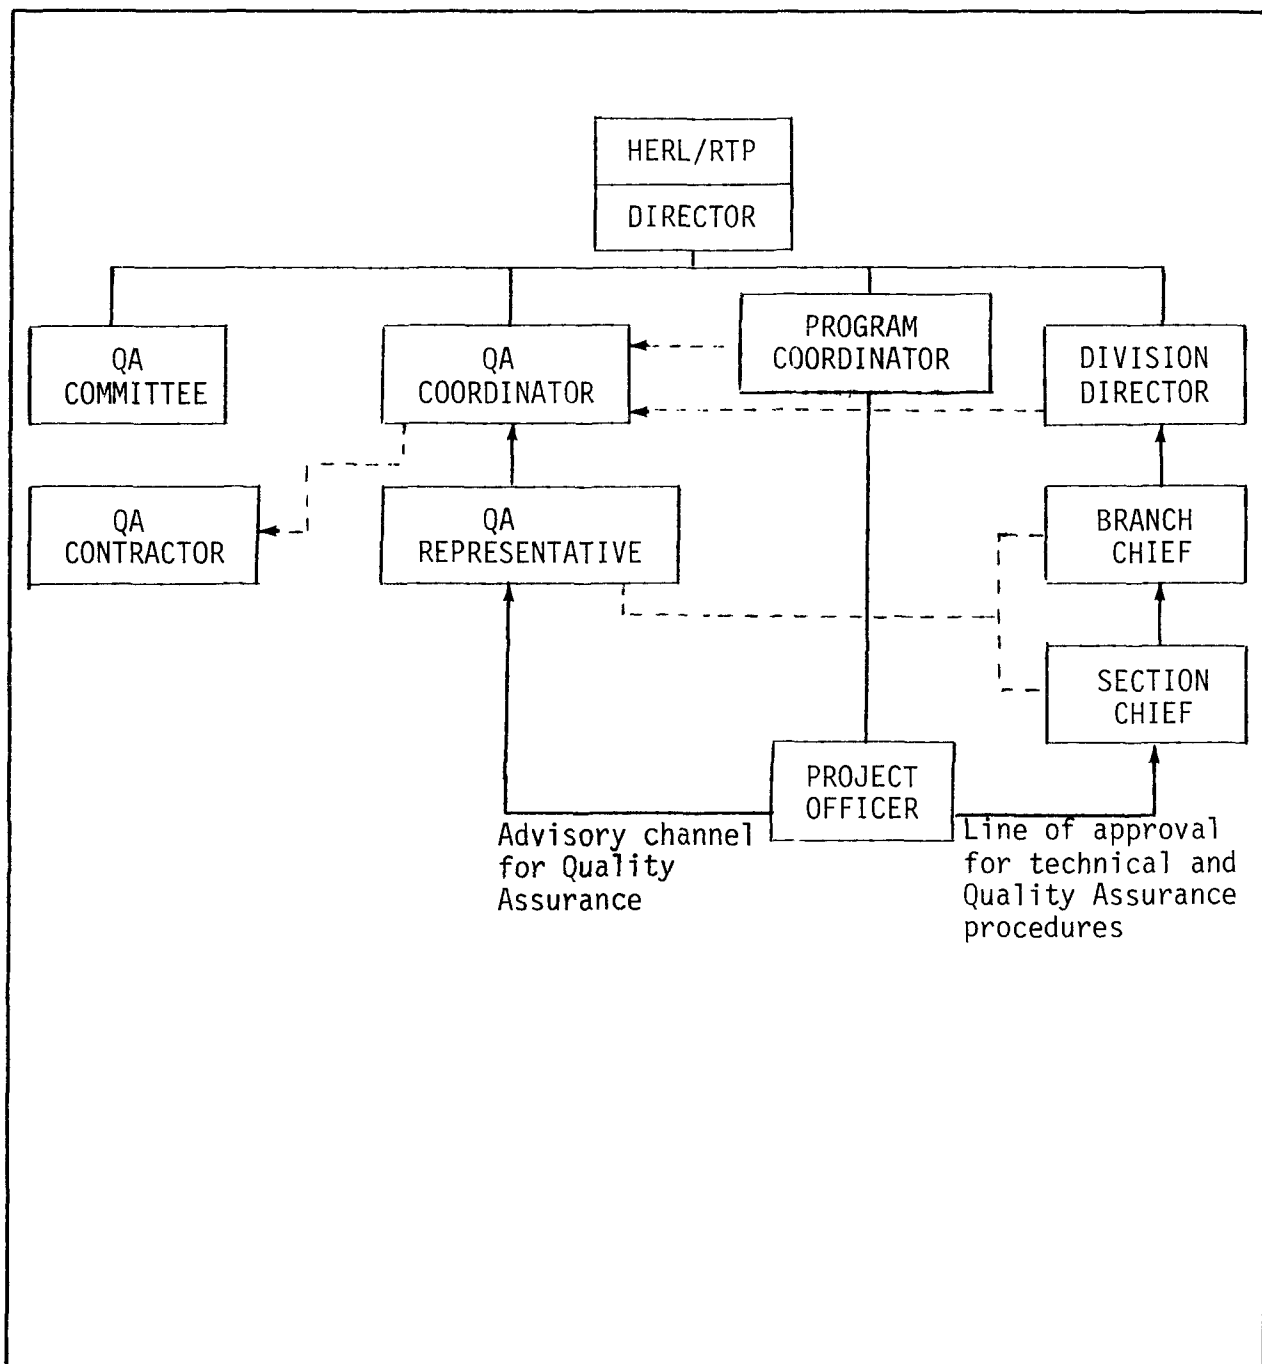 HERL/RTP
DIRECTOR
QA
COMMITTEE
QA
COORDINATOR
PROGRAM
COORDINATOR
DIVISION
DIRECTOR
QA
CONTRACTOR
QA
REPRESENTATIVE
BRANCH
CHIEF
SECTION
CHIEF
PROJECT
OFFICER
Advisory channel
for Quality
Assurance
Line of approval
for technical and
Quality Assurance
procedures